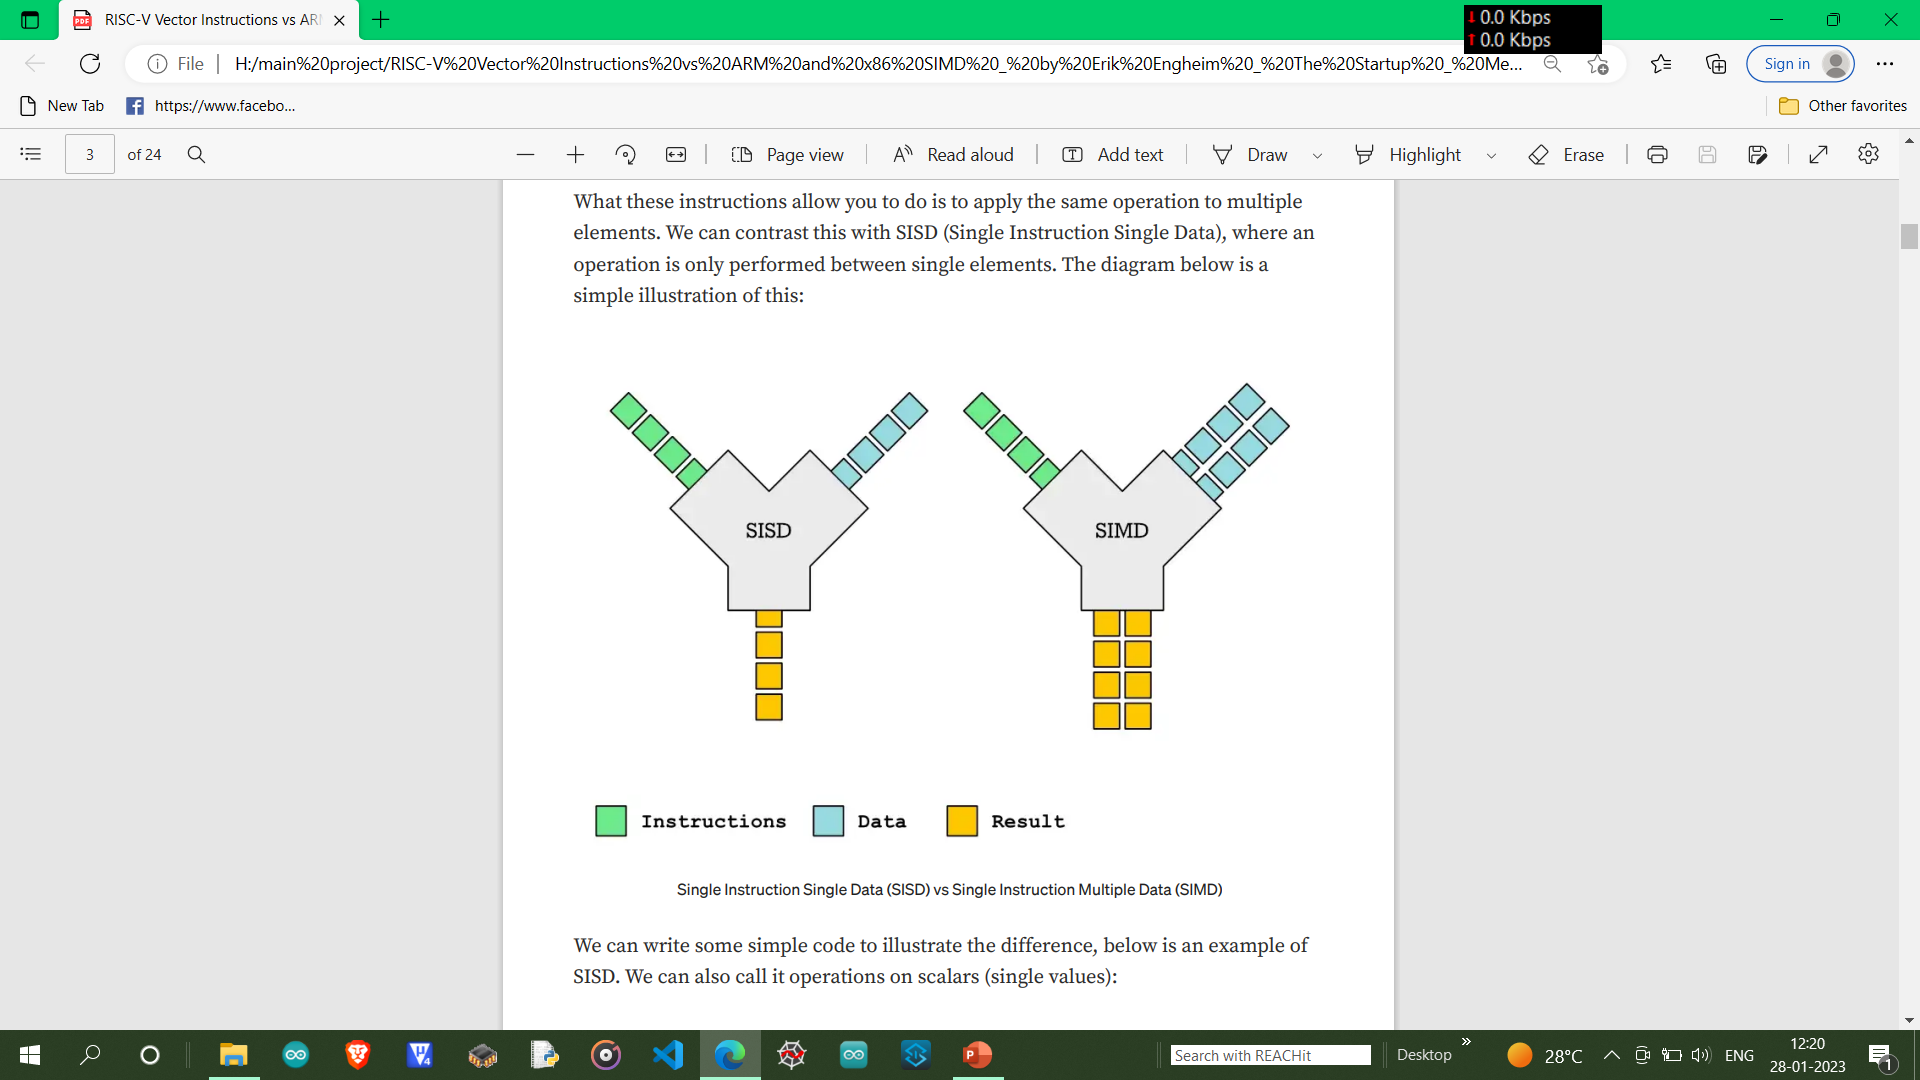 RISC-V Vector Instructions vs AR
0.0 Kbps
0.0 Kbps
File
H:/main%20project/RISC-V%20Vector%20Instructions%20vs%20ARM%20and%20x86%20SIMD%20_%20by%20Erik%20Engheim%20_%20The%20Startup%20_%20Me...
Sign in
New Tab
https://www.facebo...
Other favorites
3 of 24
Page view
Read aloud
Add text
Draw
Highlight
Erase
What these instructions allow you to do is to apply the same operation to multiple
elements. We can contrast this with SISD (Single Instruction Single Data), where an
operation is only performed between single elements. The diagram below is a
simple illustration of this:
SISD
SIMD
Instructions
Data
Result
Single Instruction Single Data (SISD) vs Single Instruction Multiple Data (SIMD)
We can write some simple code to illustrate the difference, below is an example of
SISD. We can also call it operations on scalars (single values):
Search with REACHit
Desktop
28°C
ENG
12:20
28-01-2023
1